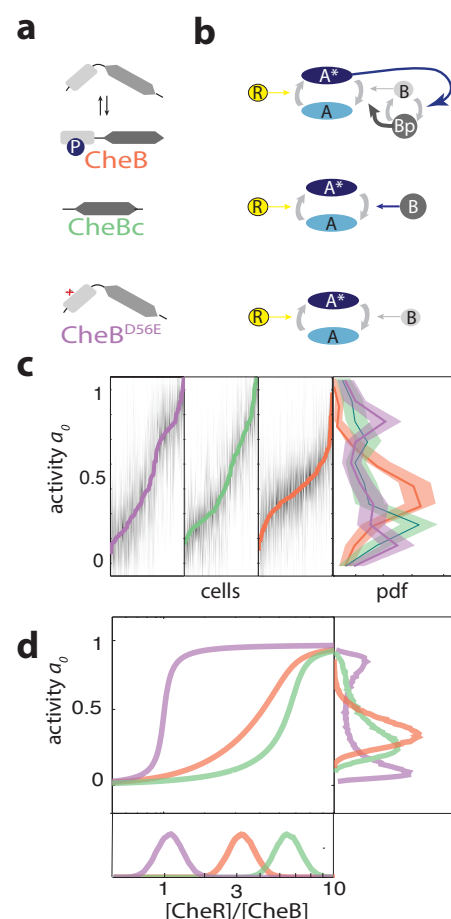 a
b
A*
R
B
A
Bp
P
CheB
A*
CheBc
R
B
A
+
A*
R
B
A
CheB^D56E
c
1
activity a0
0.5
0
cells
pdf
d
1
activity a0
0.5
0
1
3
10
[CheR]/[CheB]